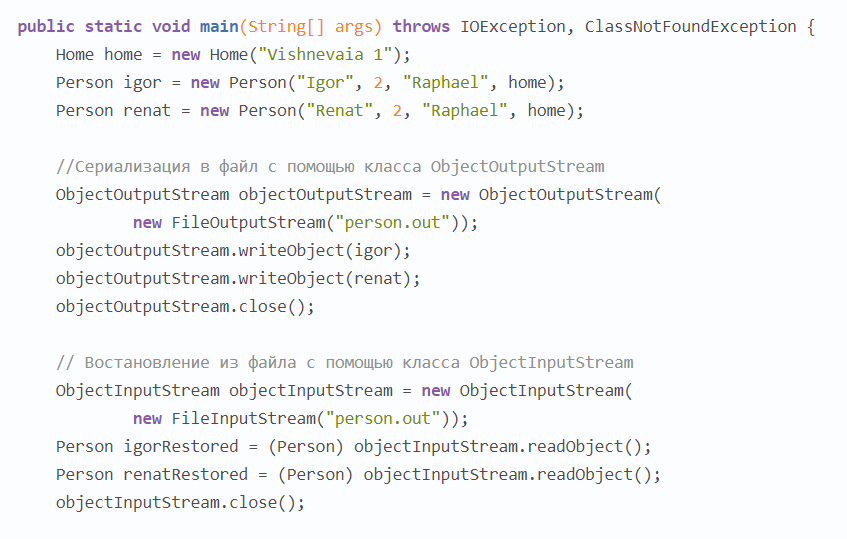 public static void main(String[] args) throws IOException, ClassNotFoundException {
    Home home = new Home("Vishnevaia 1");
    Person igor = new Person("Igor", 2, "Raphael", home);
    Person renat = new Person("Renat", 2, "Raphael", home);

    //Сериализация в файл с помощью класса ObjectOutputStream
    ObjectOutputStream objectOutputStream = new ObjectOutputStream(
            new FileOutputStream("person.out"));
    objectOutputStream.writeObject(igor);
    objectOutputStream.writeObject(renat);
    objectOutputStream.close();

    // Востановление из файла с помощью класса ObjectInputStream
    ObjectInputStream objectInputStream = new ObjectInputStream(
            new FileInputStream("person.out"));
    Person igorRestored = (Person) objectInputStream.readObject();
    Person renatRestored = (Person) objectInputStream.readObject();
    objectInputStream.close();